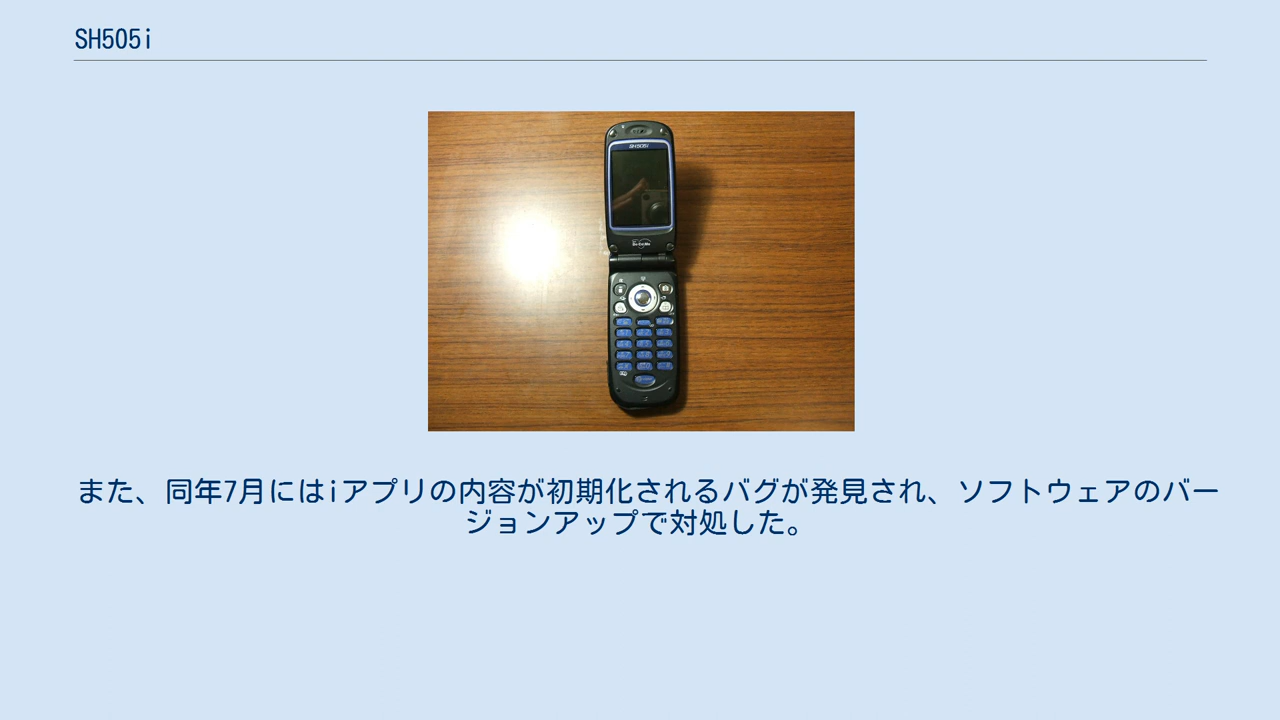 SH505i
SH505i
DoCoMo
また、同年7月にはiアプリの内容が初期化されるバグが発見され、ソフトウェアのバー
ジョンアップで対処した。